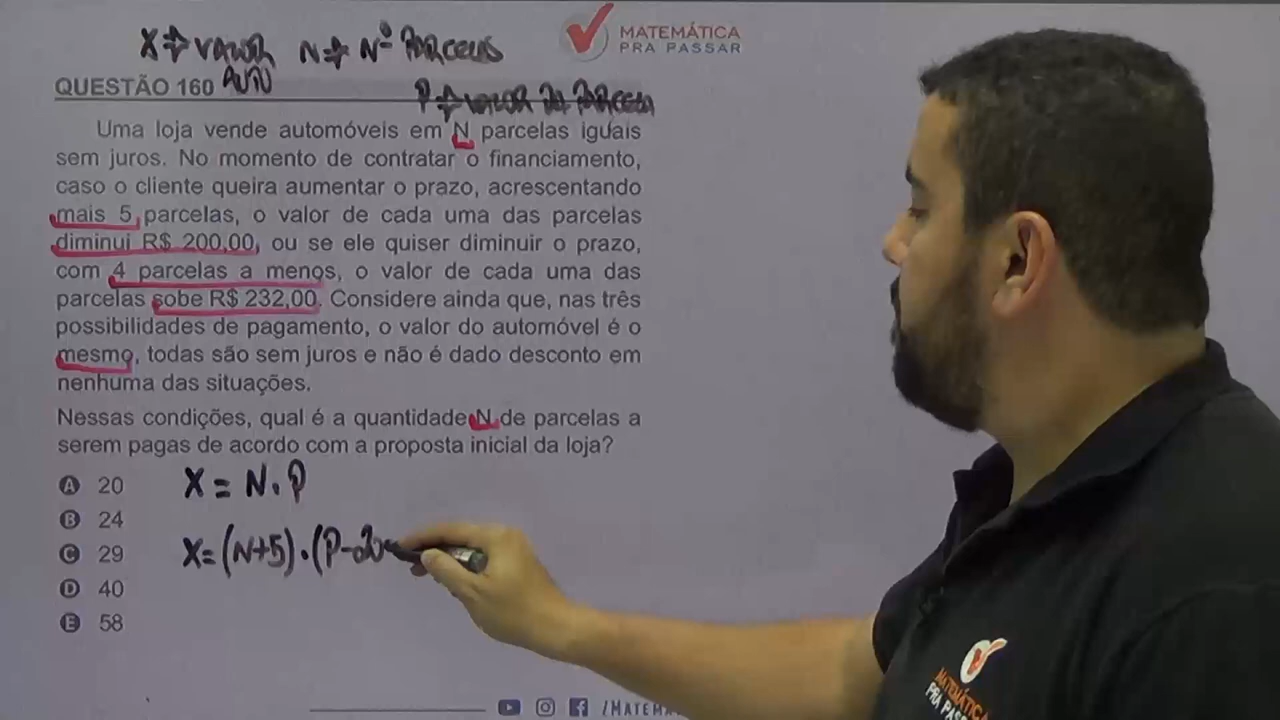 X → VALOR N → Nº PARCELAS
AUTO
MATEMÁTICA
PRA PASSAR
QUESTÃO 160
P → VALOR DA PARCELA
Uma loja vende automóveis em N parcelas iguais
sem juros. No momento de contratar o financiamento,
caso o cliente queira aumentar o prazo, acrescentando
mais 5 parcelas, o valor de cada uma das parcelas
diminui R$ 200,00, ou se ele quiser diminuir o prazo,
com 4 parcelas a menos, o valor de cada uma das
parcelas sobe R$ 232,00. Considere ainda que, nas três
possibilidades de pagamento, o valor do automóvel é o
mesmo, todas são sem juros e não é dado desconto em
nenhuma das situações.
Nessas condições, qual é a quantidade N de parcelas a
serem pagas de acordo com a proposta inicial da loja?
A 20
B 24
C 29
D 40
E 58
X = N . P
X = (N+5) . (P-20
MATEMÁTICA
PRA PASSAR